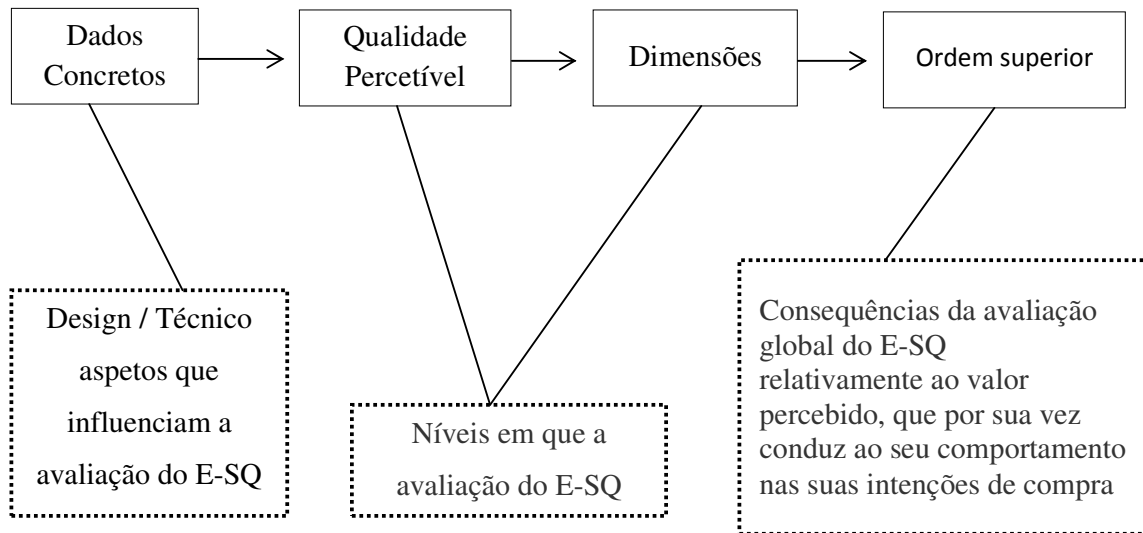 Dados
Concretos
Qualidade
Percetível
Dimensões
Ordem superior
Design / Técnico
aspetos que
influenciam a
avaliação do E-SQ
Níveis em que a
avaliação do E-SQ
Consequências da avaliação
global do E-SQ
relativamente ao valor
percebido, que por sua vez
conduz ao seu comportamento
nas suas intenções de compra